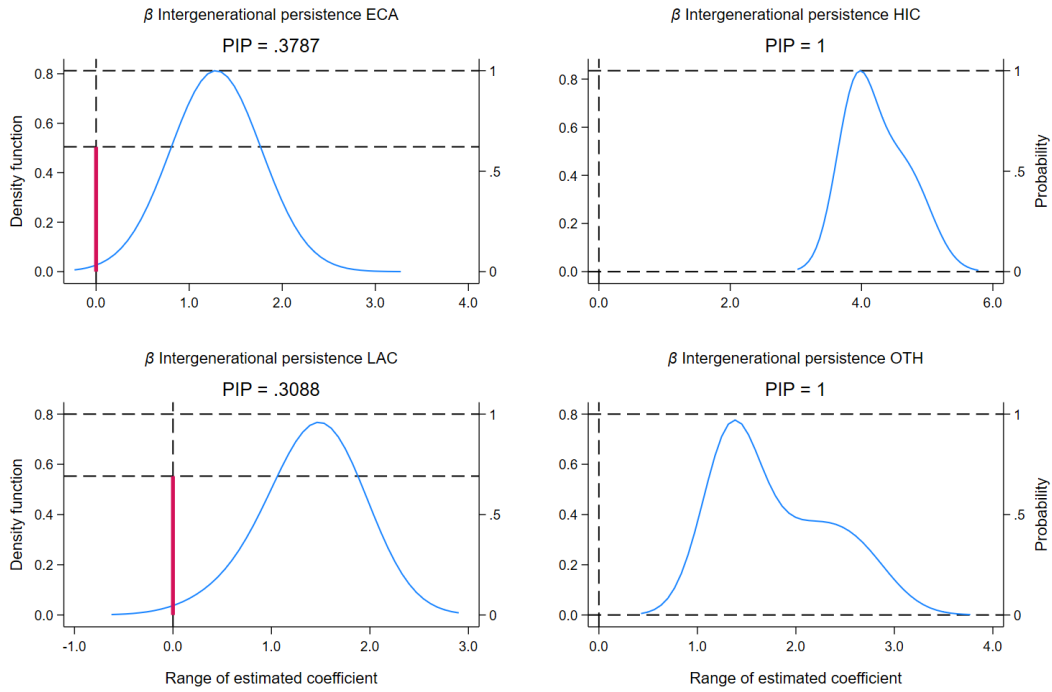 β Intergenerational persistence ECA
PIP = .3787
Density function
0.8
0.6
0.4
0.2
0.0
1
.5
0
0.0 1.0 2.0 3.0 4.0
β Intergenerational persistence HIC
PIP = 1
0.8
0.6
0.4
0.2
0.0
1
.5
0
Probability
0.0 2.0 4.0 6.0
β Intergenerational persistence LAC
PIP = .3088
Density function
0.8
0.6
0.4
0.2
0.0
1
.5
0
-1.0 0.0 1.0 2.0 3.0
Range of estimated coefficient
β Intergenerational persistence OTH
PIP = 1
0.8
0.6
0.4
0.2
0.0
1
.5
0
Probability
0.0 1.0 2.0 3.0 4.0
Range of estimated coefficient